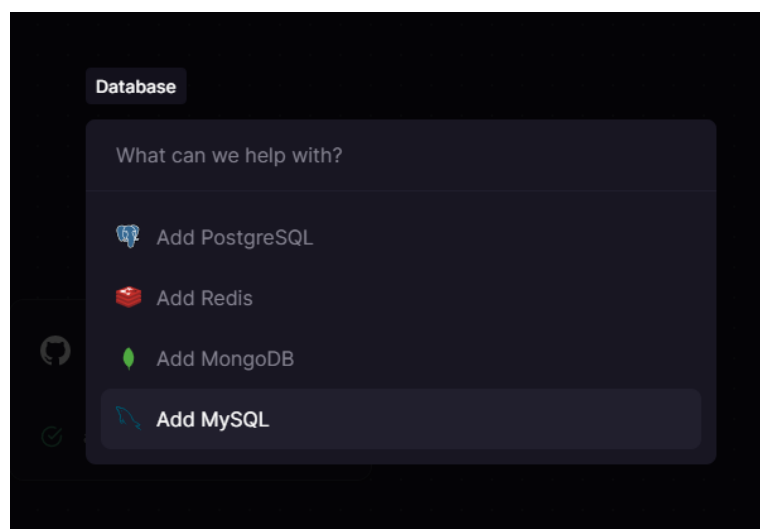 Database
What can we help with?
Add PostgreSQL
Add Redis
Add MongoDB
Add MySQL